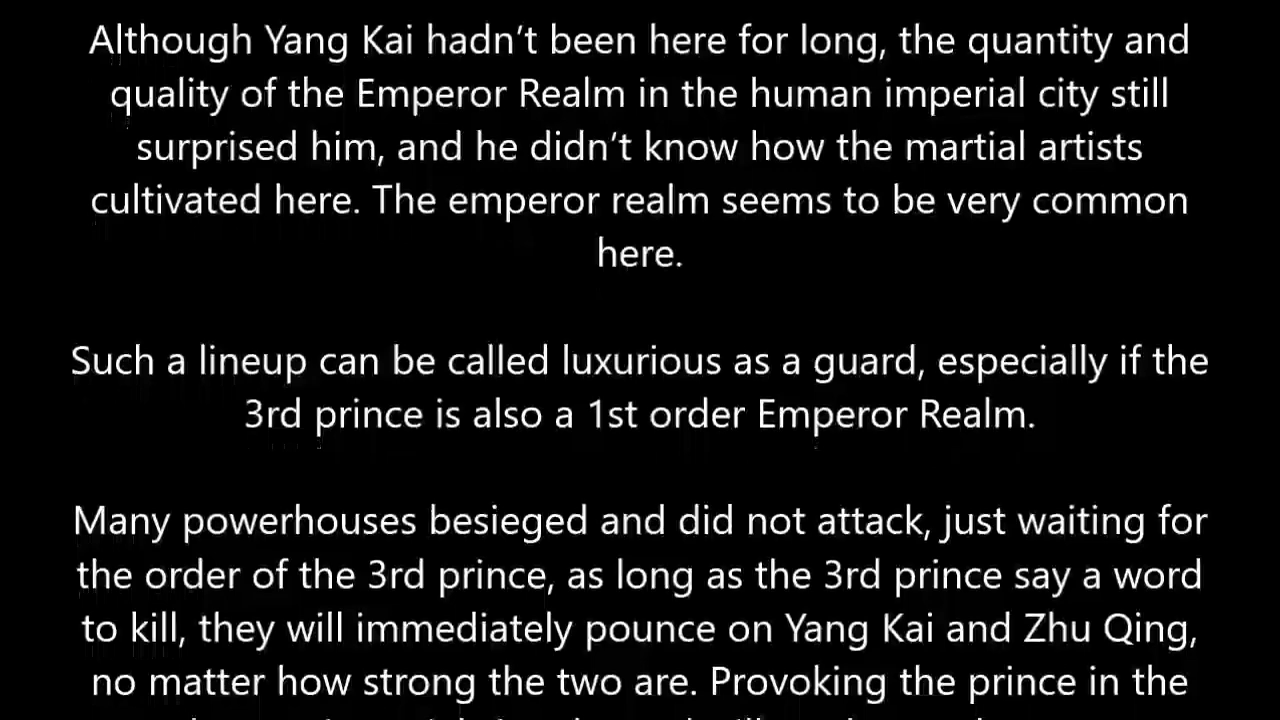 Although Yang Kai hadn’t been here for long, the quantity and
quality of the Emperor Realm in the human imperial city still
surprised him, and he didn’t know how the martial artists
cultivated here. The emperor realm seems to be very common
here.
Such a lineup can be called luxurious as a guard, especially if the
3rd prince is also a 1st order Emperor Realm.
Many powerhouses besieged and did not attack, just waiting for
the order of the 3rd prince, as long as the 3rd prince say a word
to kill, they will immediately pounce on Yang Kai and Zhu Qing,
no matter how strong the two are. Provoking the prince in the